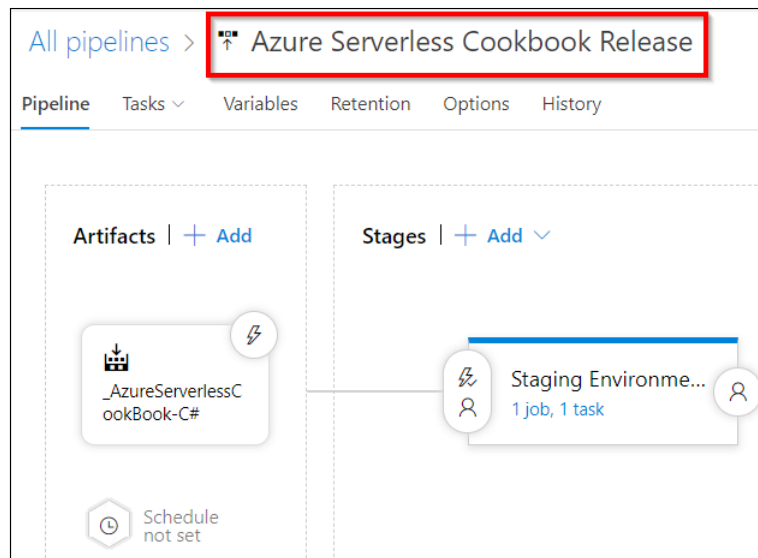 All pipelines > Azure Serverless Cookbook Release
Pipeline Tasks Variables Retention Options History
Artifacts | + Add
Stages | + Add
_AzureServerlessC
ookBook-C#
Staging Environme...
1 job, 1 task
Schedule
not set